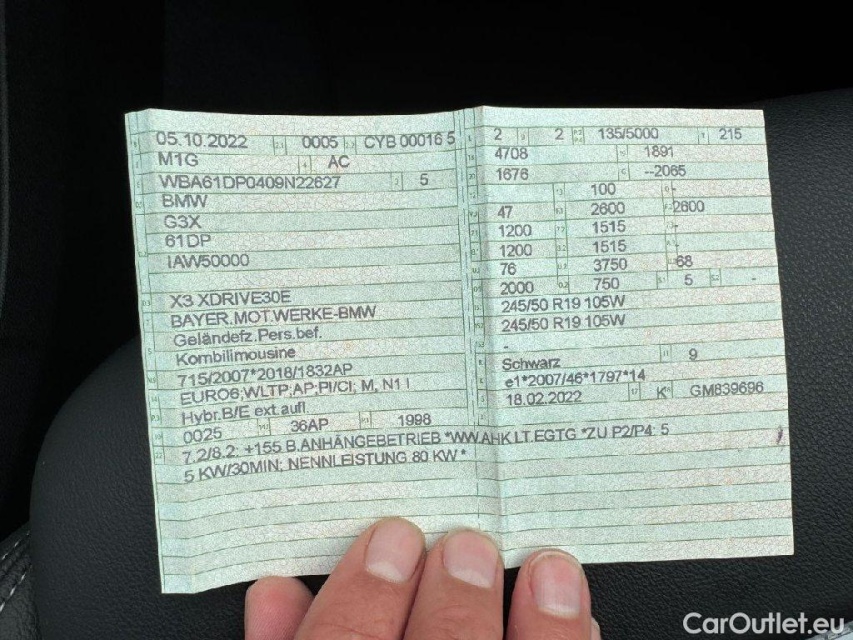 05.10.2022 0005 CYB 00016 5
M1G AC
WBA61DP0409N22627 5
BMW
G3X
61DP
IAW50000
X3 XDRIVE30E
BAYER.MOT.WERKE-BMW
Geländefz.Pers.bef.
Kombilimousine
715/2007*2018/1832AP
EURO6;WLTP;AP;PI/CI; M, N1 I
Hybr.B/E ext.aufl
0025 36AP 1998
7.2/8.2: +155 B.ANHÄNGEBETRIEB *WW.AHK LT.EGTG *ZU P2/P4: 5
5 KW/30MIN; NENNLEISTUNG 80 KW *
2 2 135/5000 215
4708 1891
1676 --2065
100
47 2600 2600
1200 1515
1200 1515
76 3750 68
2000 750 5 -
245/50 R19 105W
245/50 R19 105W
-
Schwarz 9
e1*2007/46*1797*14
18.02.2022 K GM839696
CarOutlet.eu